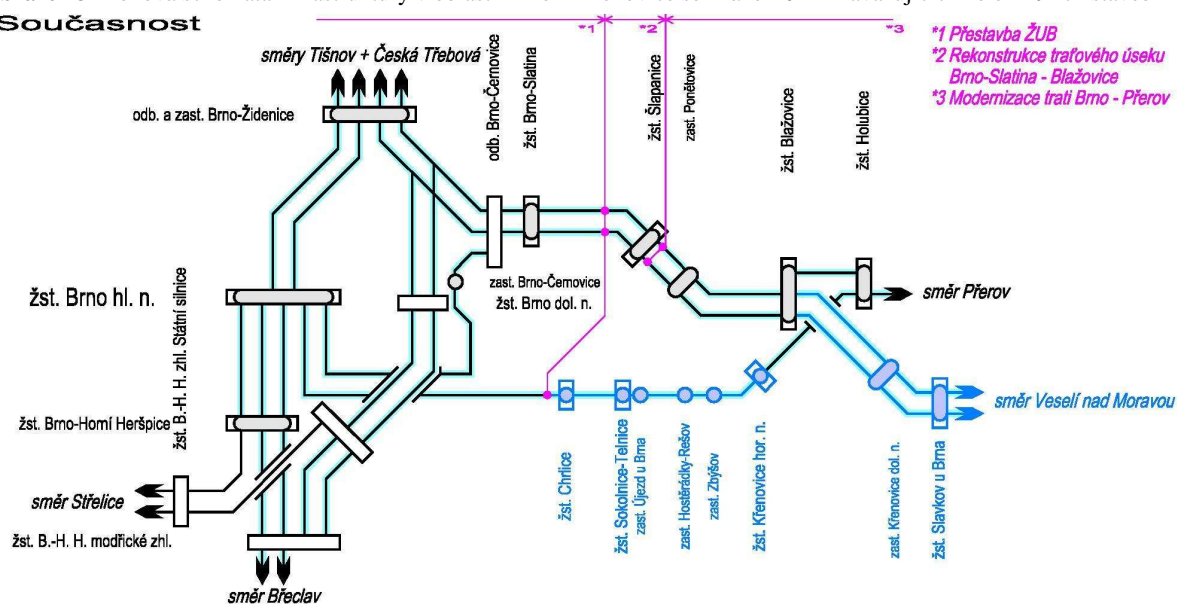 Současnost
*1
*2
*3
*1 Přestavba ŽUB
*2 Rekonstrukce traťového úseku
Brno-Slatina - Blažovice
*3 Modernizace trati Brno - Přerov
směry Tišnov + Česká Třebová
odb. a zast. Brno-Židenice
odb. Brno-Černovice
žst. Brno-Slatina
žst. Šlapanice
zast. Ponětovice
žst. Blažovice
žst. Holubice
žst. Brno hl. n.
žst. B.-H. H. zhl. Státní silnice
zast. Brno-Černovice
žst. Brno dol. n.
směr Přerov
žst. Brno-Horní Heršpice
směr Veselí nad Moravou
směr Střelice
žst. B.-H. H. modřické zhl.
směr Břeclav
žst. Chrlice
žst. Sokolnice-Telnice
zast. Újezd u Brna
zast. Hostěrádky-Rešov
zast. Zbýšov
žst. Křenovice hor. n.
zast. Křenovice dol. n.
žst. Slavkov u Brna